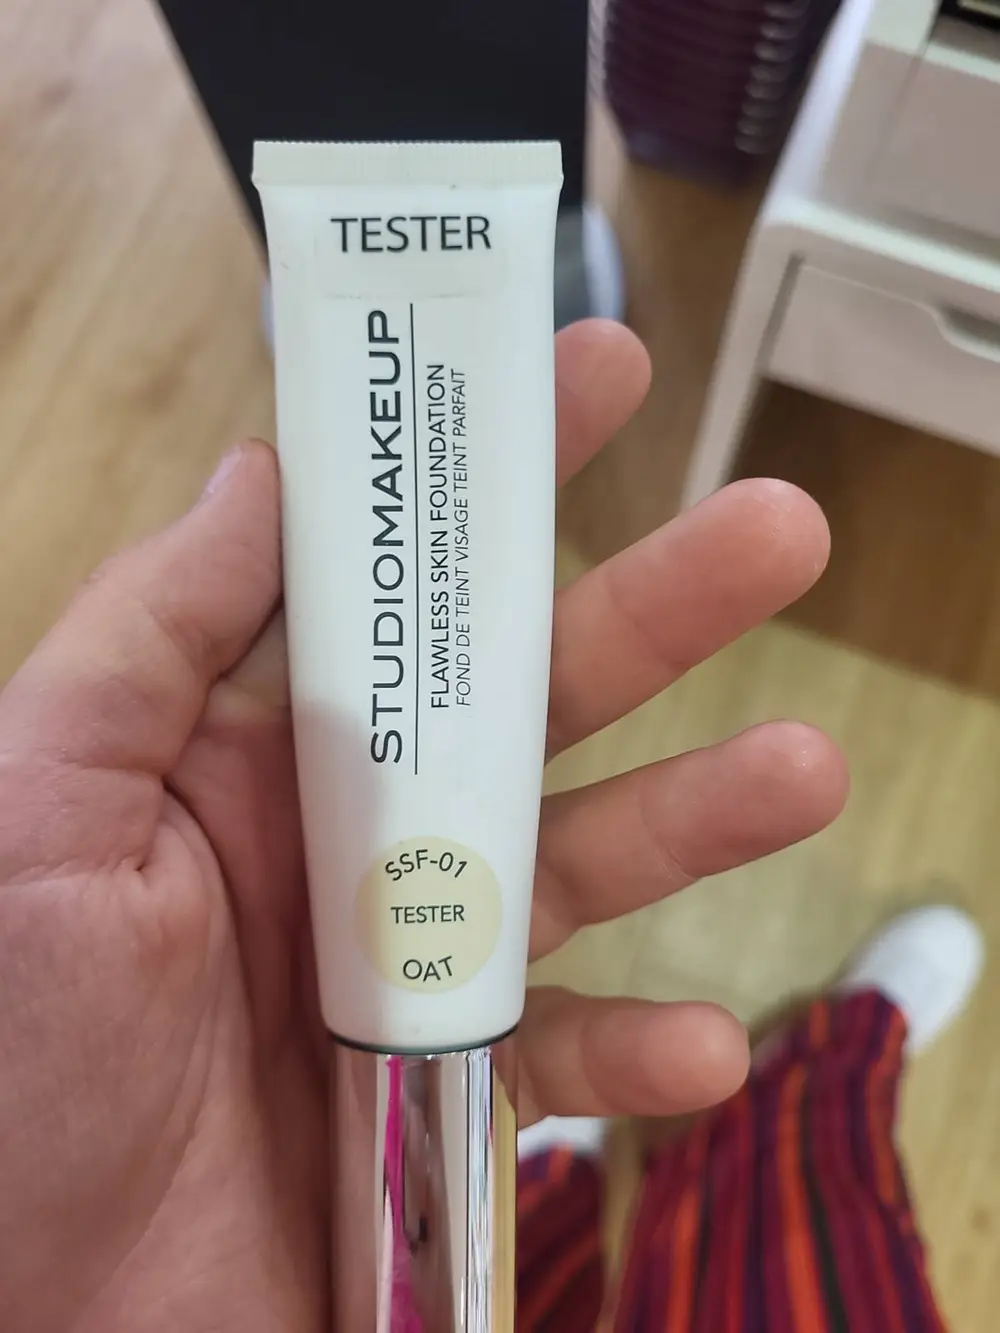 TESTER
STUDIOMAKEUP
FLAWLESS SKIN FOUNDATION
FOND DE TEINT VISAGE TEINT PARFAIT
SSF-01
TESTER
OAT